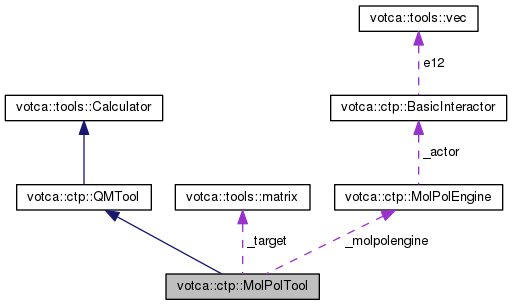 votca::tools::vec
e12
votca::tools::Calculator
votca::ctp::BasicInteractor
_actor
votca::ctp::QMTool
votca::tools::matrix
votca::ctp::MolPolEngine
_target
_molpolengine
votca::ctp::MolPolTool